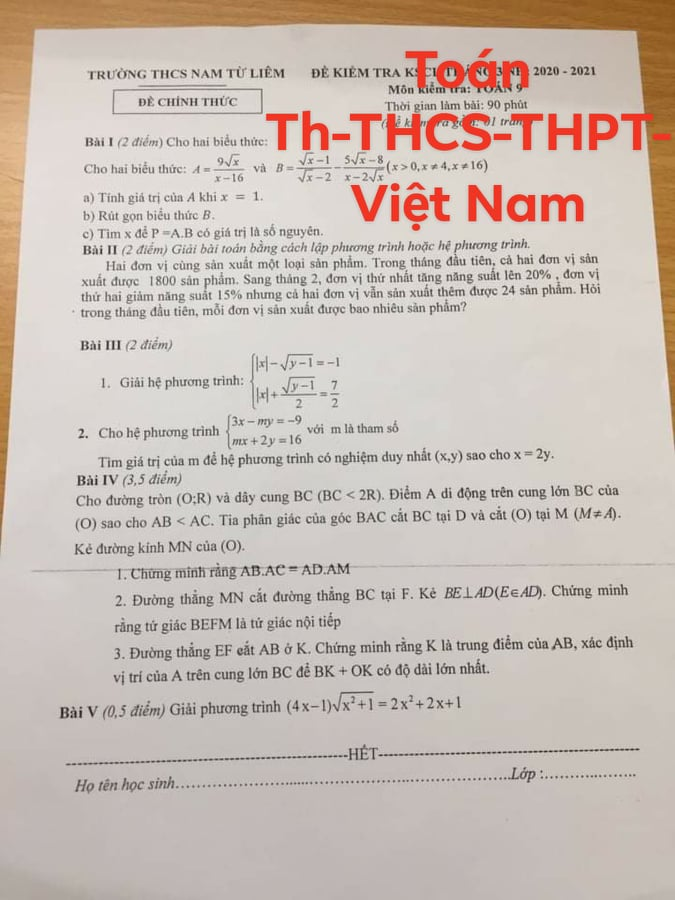 Toán
Th-THCS-THPT-
Việt Nam
TRƯỜNG THCS NAM TỪ LIÊM
ĐỀ CHÍNH THỨC
ĐỀ KIỂM TRA 2020 - 2021
Môn kiểm tra: TOÁN 9
Thời gian làm bài: 90 phút
01 trang
Bài I (2 điểm) Cho hai biểu thức:
Cho hai biểu thức: A = 9√x / (x−16) và B = (√x−1)/(√x−2) − (5√x−8)/(x−2√x) (x > 0, x ≠ 4, x ≠ 16)
a) Tính giá trị của A khi x = 1.
b) Rút gọn biểu thức B.
c) Tìm x để P =A.B có giá trị là số nguyên.
Bài II (2 điểm) Giải bài toán bằng cách lập phương trình hoặc hệ phương trình.
Hai đơn vị cùng sản xuất một loại sản phẩm. Trong tháng đầu tiên, cả hai đơn vị sản
xuất được 1800 sản phẩm. Sang tháng 2, đơn vị thứ nhất tăng năng suất lên 20% , đơn vị
thứ hai giảm năng suất 15% nhưng cả hai đơn vị vẫn sản xuất thêm được 24 sản phẩm. Hỏi
trong tháng đầu tiên, mỗi đơn vị sản xuất được bao nhiêu sản phẩm?
Bài III (2 điểm)
1. Giải hệ phương trình: { |x| − √(y−1) = −1
|x| + √(y−1)/2 = 7/2
2. Cho hệ phương trình { 3x − my = −9
mx + 2y = 16 với m là tham số
Tìm giá trị của m để hệ phương trình có nghiệm duy nhất (x,y) sao cho x = 2y.
Bài IV (3,5 điểm)
Cho đường tròn (O;R) và dây cung BC (BC < 2R). Điểm A di động trên cung lớn BC của
(O) sao cho AB < AC. Tia phân giác của góc BAC cắt BC tại D và cắt (O) tại M (M≠A).
Kẻ đường kính MN của (O).
1. Chứng minh rằng AB.AC = AD.AM
2. Đường thẳng MN cắt đường thẳng BC tại F. Kẻ BE⊥AD(E∈AD). Chứng minh
rằng tứ giác BEFM là tứ giác nội tiếp
3. Đường thẳng EF cắt AB ở K. Chứng minh rằng K là trung điểm của AB, xác định
vị trí của A trên cung lớn BC để BK + OK có độ dài lớn nhất.
Bài V (0,5 điểm) Giải phương trình (4x−1)√(x²+1) = 2x²+2x+1
HẾT
Họ tên học sinh……………………………………………………Lớp :………………